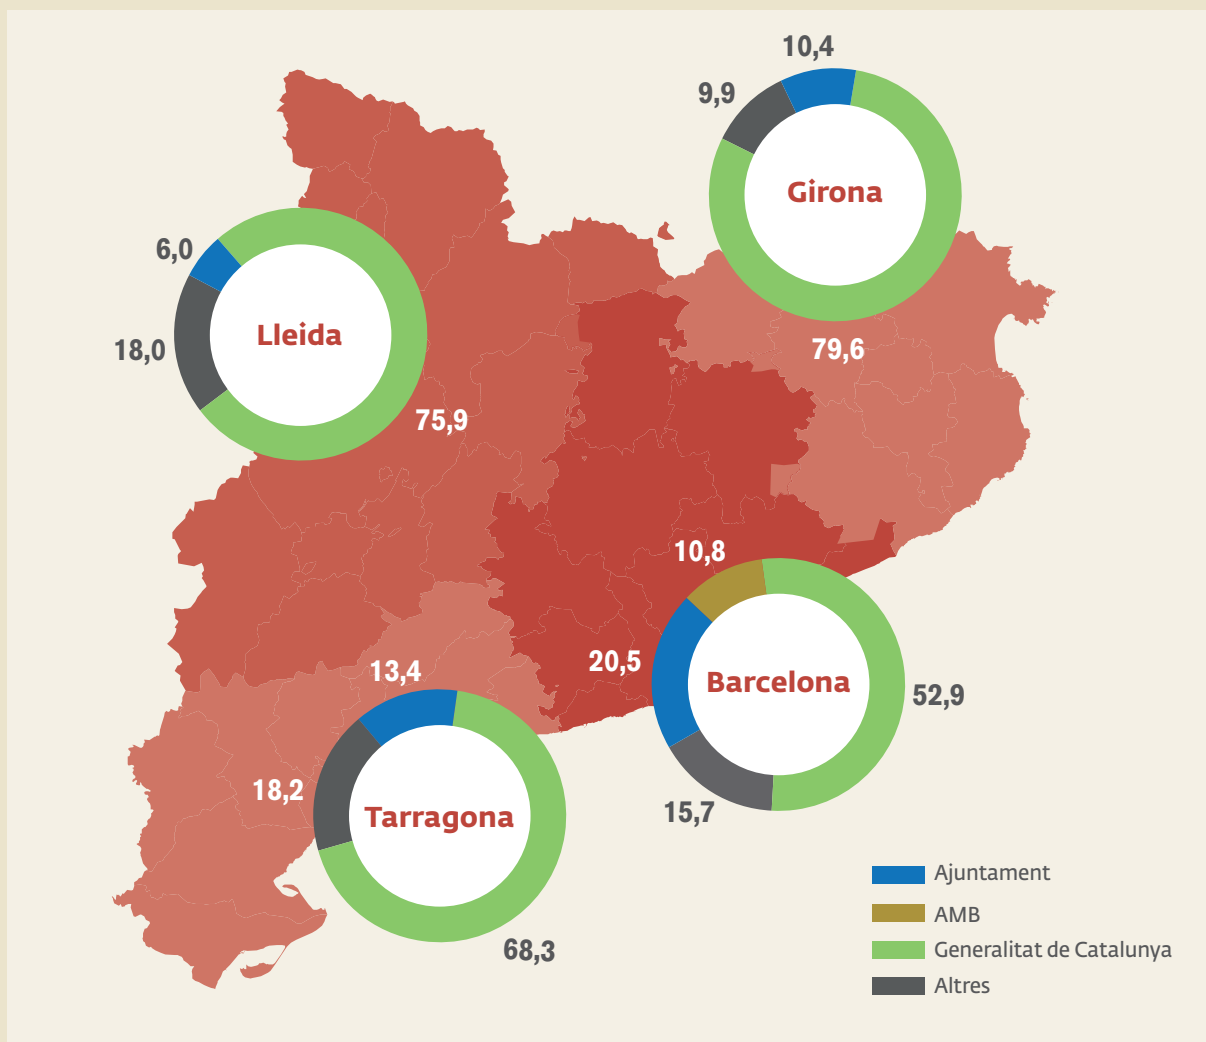 10,4
9,9
Girona
79,6
6,0
Lleida
18,0
75,9
10,8
20,5
Barcelona
52,9
15,7
13,4
18,2
Tarragona
68,3
Ajuntament
AMB
Generalitat de Catalunya
Altres